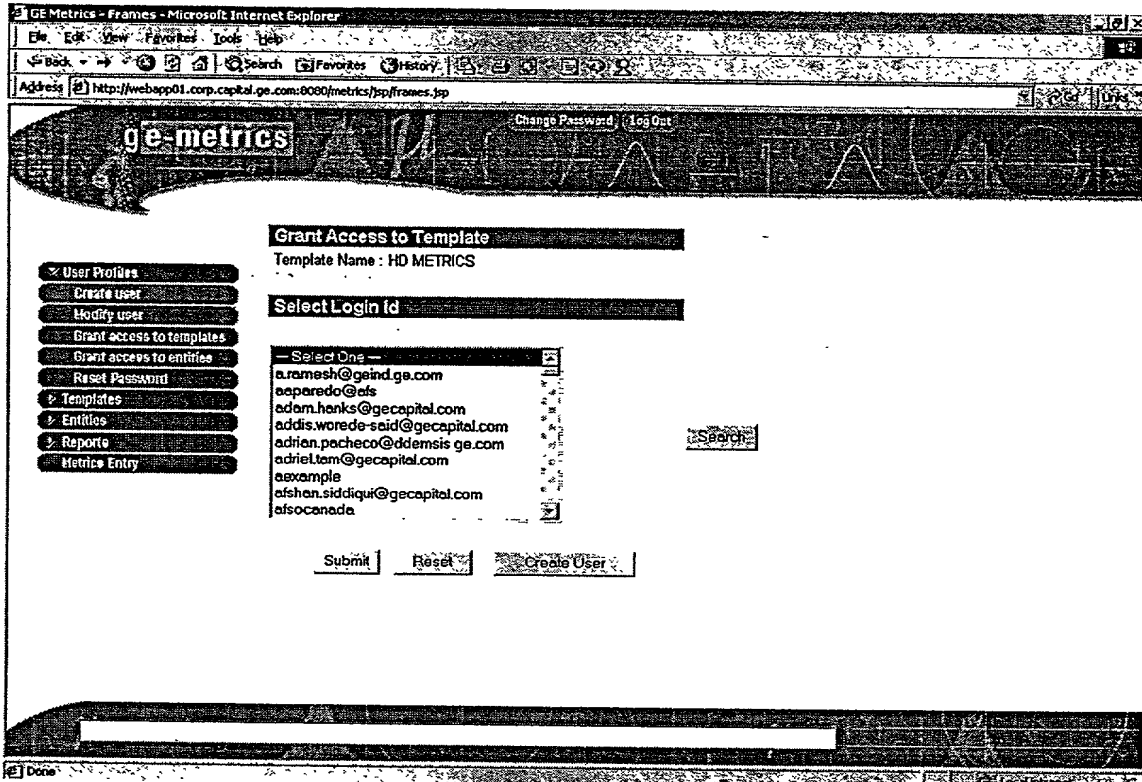 GE Metrics - Frames - Microsoft Internet Explorer
File Edit View Favorites Tools Help
Back Search Favorites History
Address http://webapp01.corp.capital.ge.com:8080/metrics/jsp/frames.jsp Go Links
ge-metrics
Change Password Log Out
Grant Access to Template
Template Name : HD METRICS
User Profiles
Create user
Modify user
Grant access to templates
Grant access to entities
Reset Password
Templates
Entities
Reports
Metrics Entry
Select Login Id
— Select One —
a.ramesh@geind.ge.com
aaparedo@afs
adam.hanks@gecapital.com
addis.worede-said@gecapital.com
adrian.pacheco@ddemsis ge.com
adriel.tam@gecapital.com
aexample
afshan.siddiqui@gecapital.com
afsocanada
Search
Submit Reset Create User
Done